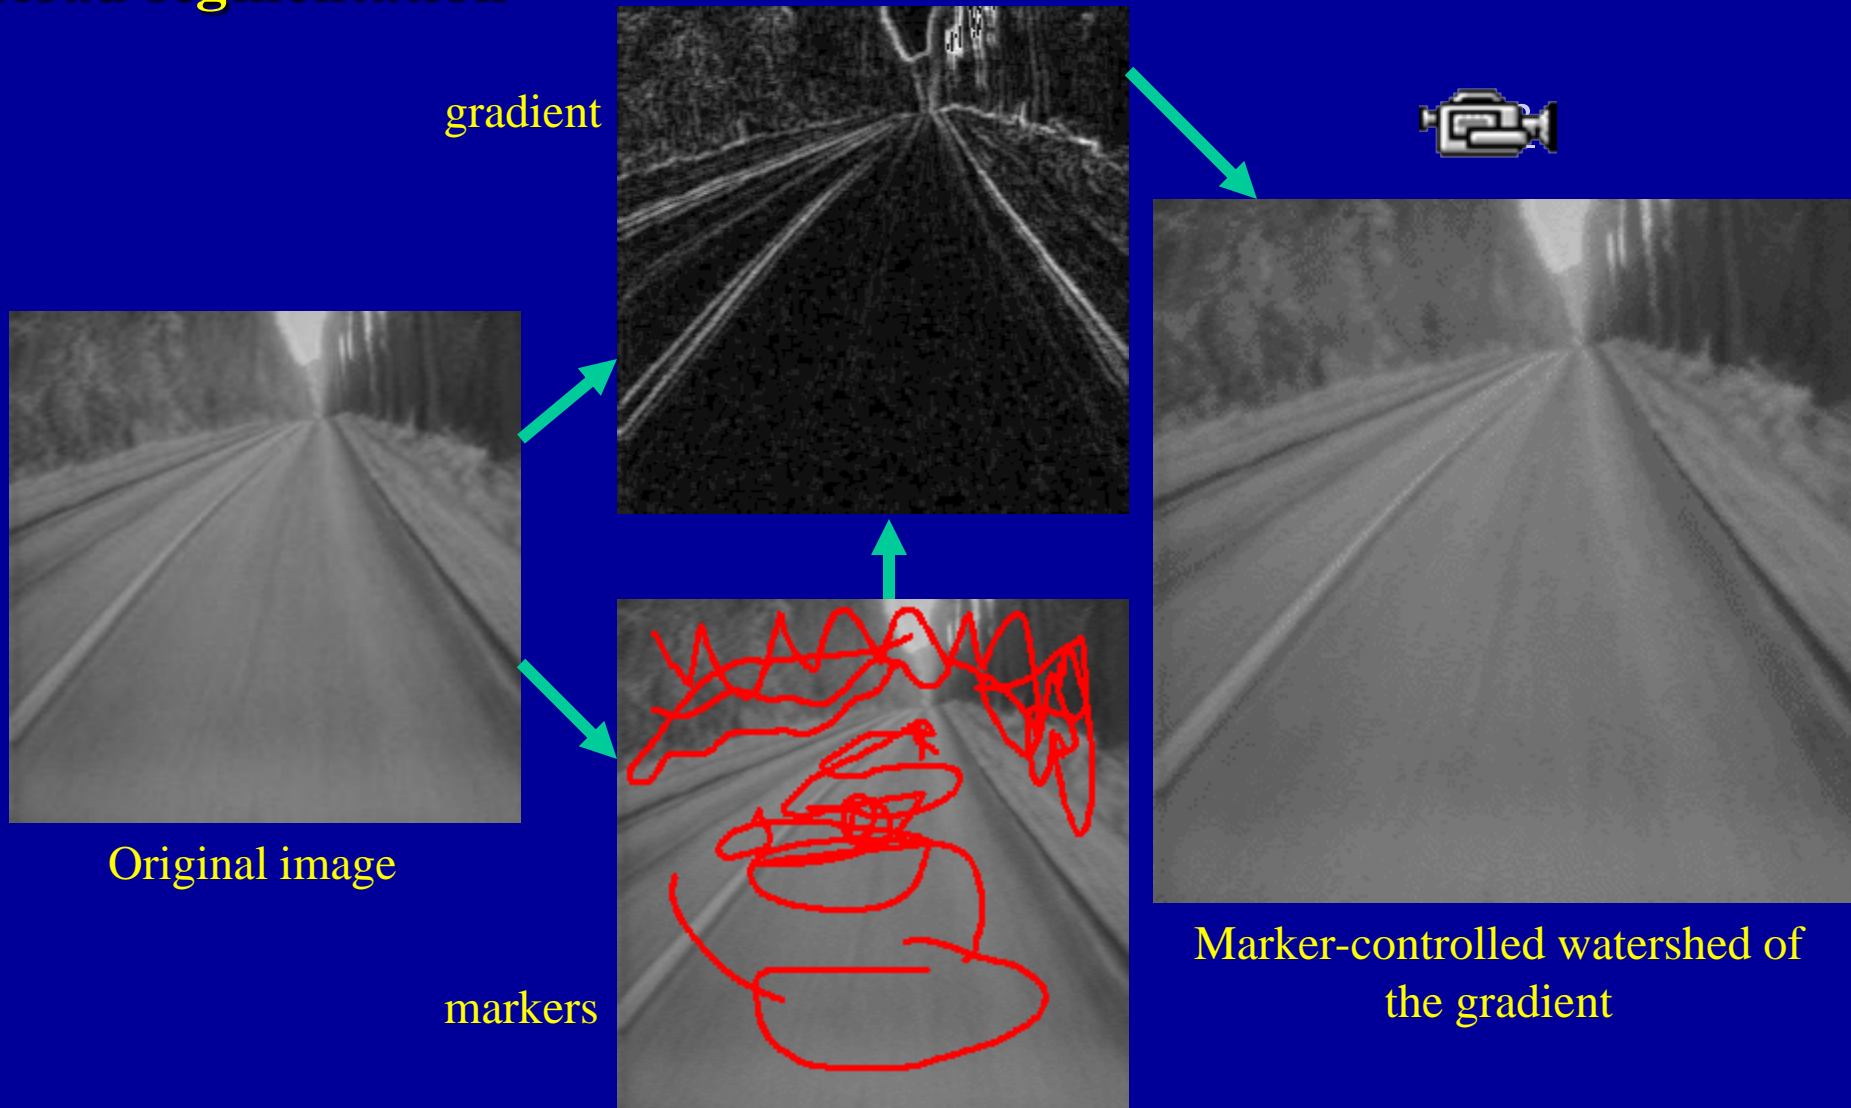 gradient
Original image
markers
Marker-controlled watershed of
the gradient